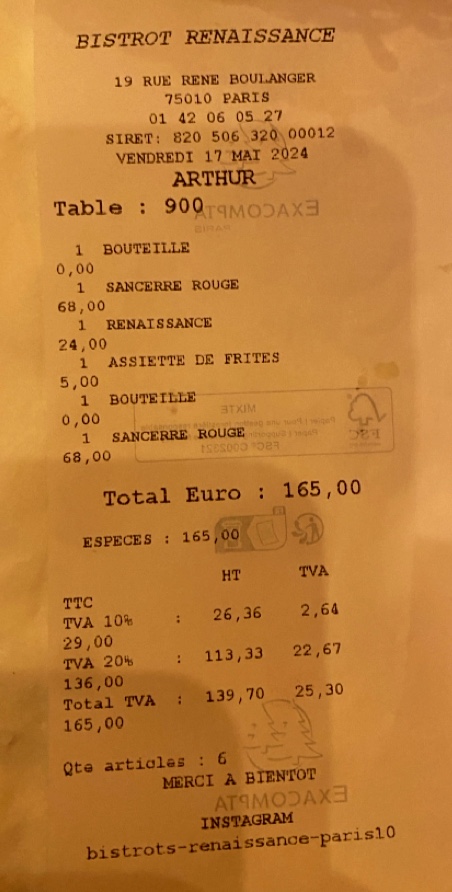 BISTROT RENAISSANCE
19 RUE RENE BOULANGER
75010 PARIS
01 42 06 05 27
SIRET: 820 506 320 00012
VENDREDI 17 MAI 2024
ARTHUR
Table : 900
EXACOMPTA
PARIS
1 BOUTEILLE
0,00
1 SANCERRE ROUGE
68,00
1 RENAISSANCE
24,00
1 ASSIETTE DE FRITES
5,00
1 BOUTEILLE
0,00
MIXTE
1 SANCERRE ROUGE
68,00
FSC
Total Euro : 165,00
ESPECES : 165,00
HT TVA
TTC
TVA 10% : 26,36 2,64
29,00
TVA 20% : 113,33 22,67
136,00
Total TVA : 139,70 25,30
165,00
Qte articles : 6
MERCI A BIENTOT
EXACOMPTA
INSTAGRAM
bistrots-renaissance-paris10